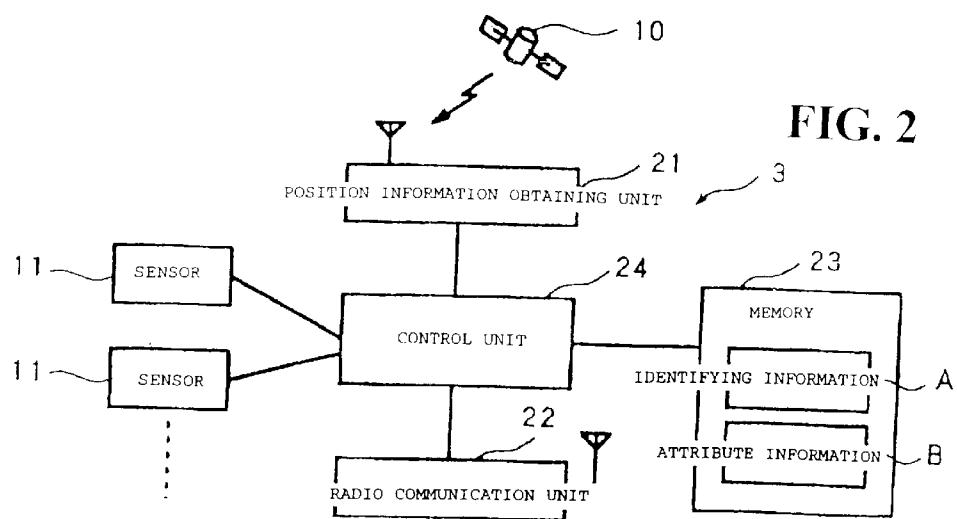 10
FIG. 2
21
3
POSITION INFORMATION OBTAINING UNIT
11
SENSOR
24
23
MEMORY
CONTROL UNIT
11
SENSOR
IDENTIFYING INFORMATION
A
22
ATTRIBUTE INFORMATION
B
RADIO COMMUNICATION UNIT